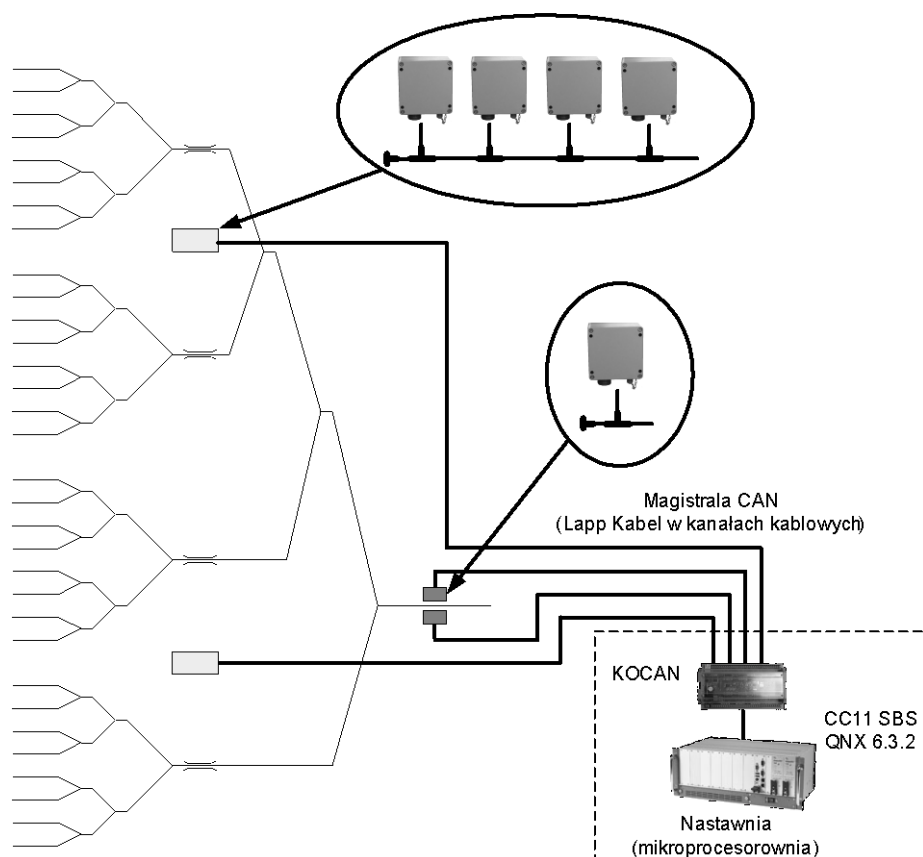 Magistrala CAN
(Lapp Kabel w kanałach kablowych)
KOCAN
CC11 SBS
QNX 6.3.2
Nastawnia
(mikroprocesorownia)